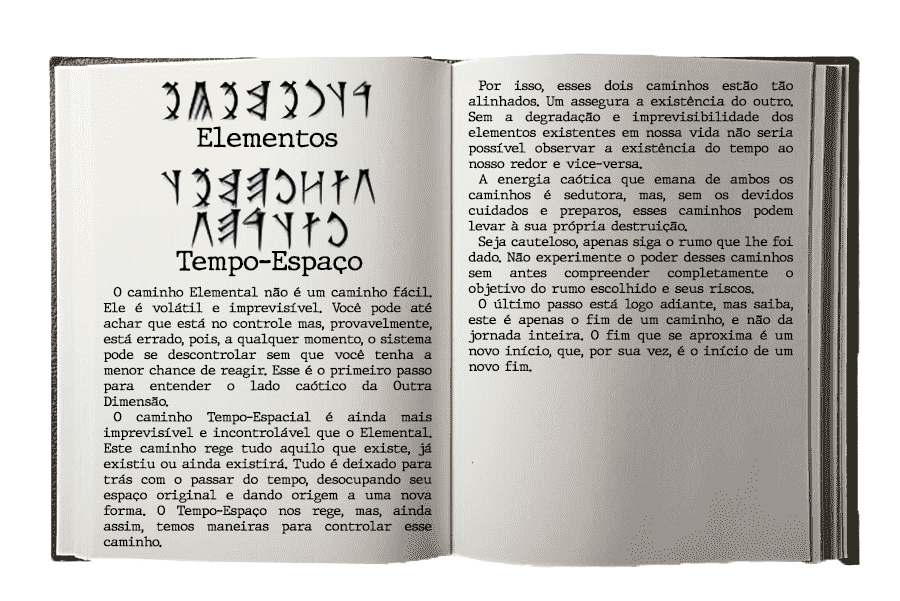 Elementos
Tempo-Espaço
O caminho Elemental não é um caminho fácil.
Ele é volátil e imprevisível. Você pode até
achar que está no controle mas, provavelmente,
está errado, pois, a qualquer momento, o sistema
pode se descontrolar sem que você tenha a
menor chance de reagir. Esse é o primeiro passo
para entender o lado caótico da Outra
Dimensão.
O caminho Tempo-Espacial é ainda mais
imprevisível e incontrolável que o Elemental.
Este caminho rege tudo aquilo que existe, já
existiu ou ainda existirá. Tudo é deixado para
trás com o passar do tempo, desocupando seu
espaço original e dando origem a uma nova
forma. O Tempo-Espaço nos rege, mas, ainda
assim, temos maneiras para controlar esse
caminho.
Por isso, esses dois caminhos estão tão
alinhados. Um assegura a existência do outro.
Sem a degradação e imprevisibilidade dos
elementos existentes em nossa vida não seria
possível observar a existência do tempo ao
nosso redor e vice-versa.
A energia caótica que emana de ambos os
caminhos é sedutora, mas, sem os devidos
cuidados e preparos, esses caminhos podem
levar à sua própria destruição.
Seja cauteloso, apenas siga o rumo que lhe foi
dado. Não experimente o poder desses caminhos
sem antes compreender completamente o
objetivo do rumo escolhido e seus riscos.
O último passo está logo adiante, mas saiba,
este é apenas o fim de um caminho, e não da
jornada inteira. O fim que se aproxima é um
novo início, que, por sua vez, é o início de um
novo fim.